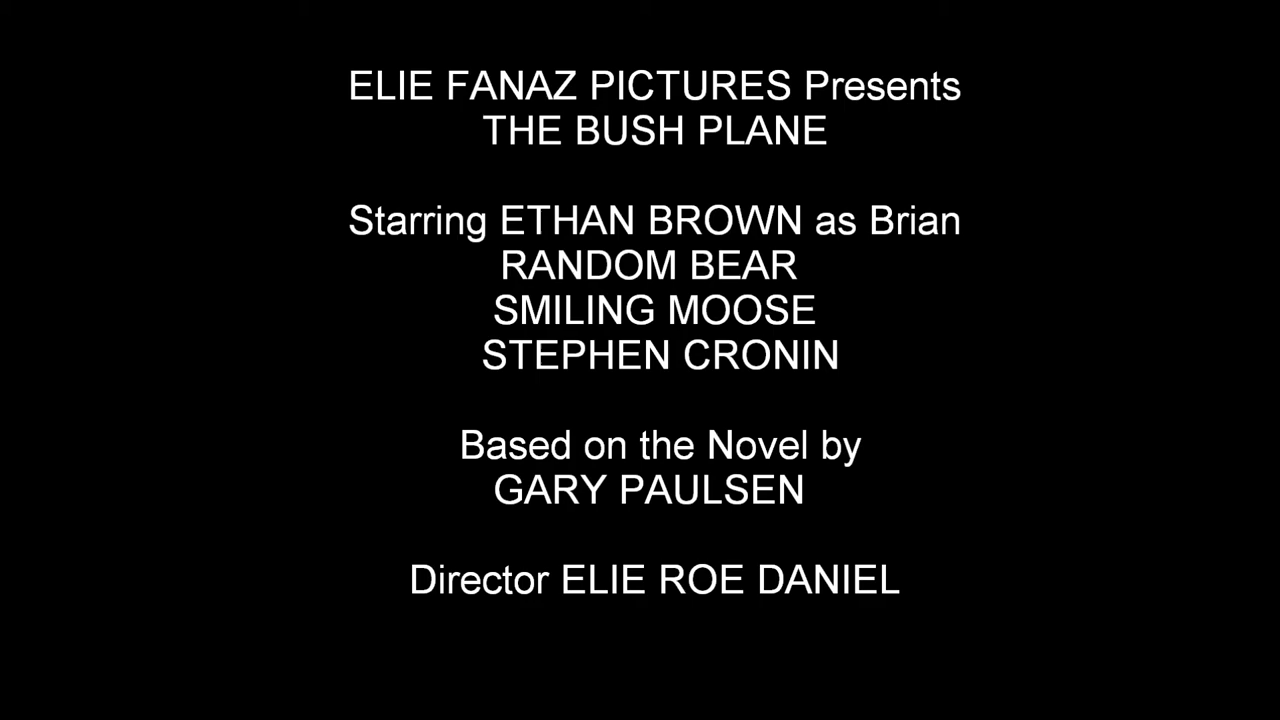 ELIE FANAZ PICTURES Presents
THE BUSH PLANE
Starring ETHAN BROWN as Brian
RANDOM BEAR
SMILING MOOSE
STEPHEN CRONIN
Based on the Novel by
GARY PAULSEN
Director ELIE ROE DANIEL